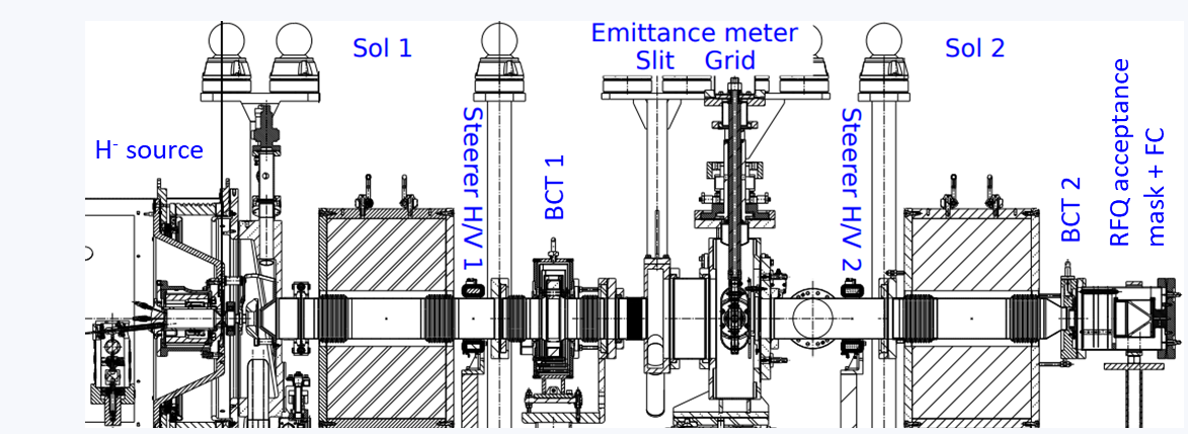 Sol 1
Emittance meter
Slit Grid
Sol 2
H- source
Steerer H/V 1
BCT 1
Steerer H/V 2
BCT 2
RFQ acceptance
mask + FC